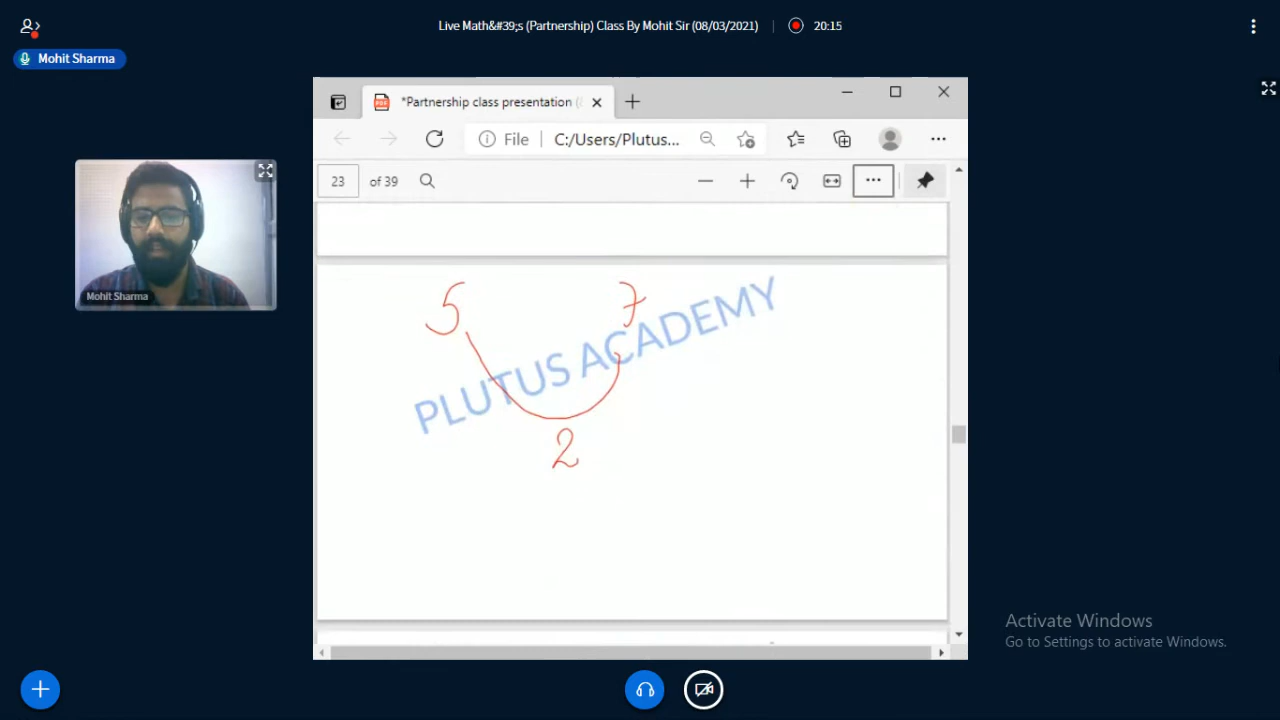 Live Math&#39;s (Partnership) Class By Mohit Sir (08/03/2021) | 20:15
Mohit Sharma
*Partnership class presentation (
File | C:/Users/Plutus...
23 of 39
Mohit Sharma
5 7
PLUTUS ACADEMY
2
Activate Windows
Go to Settings to activate Windows.